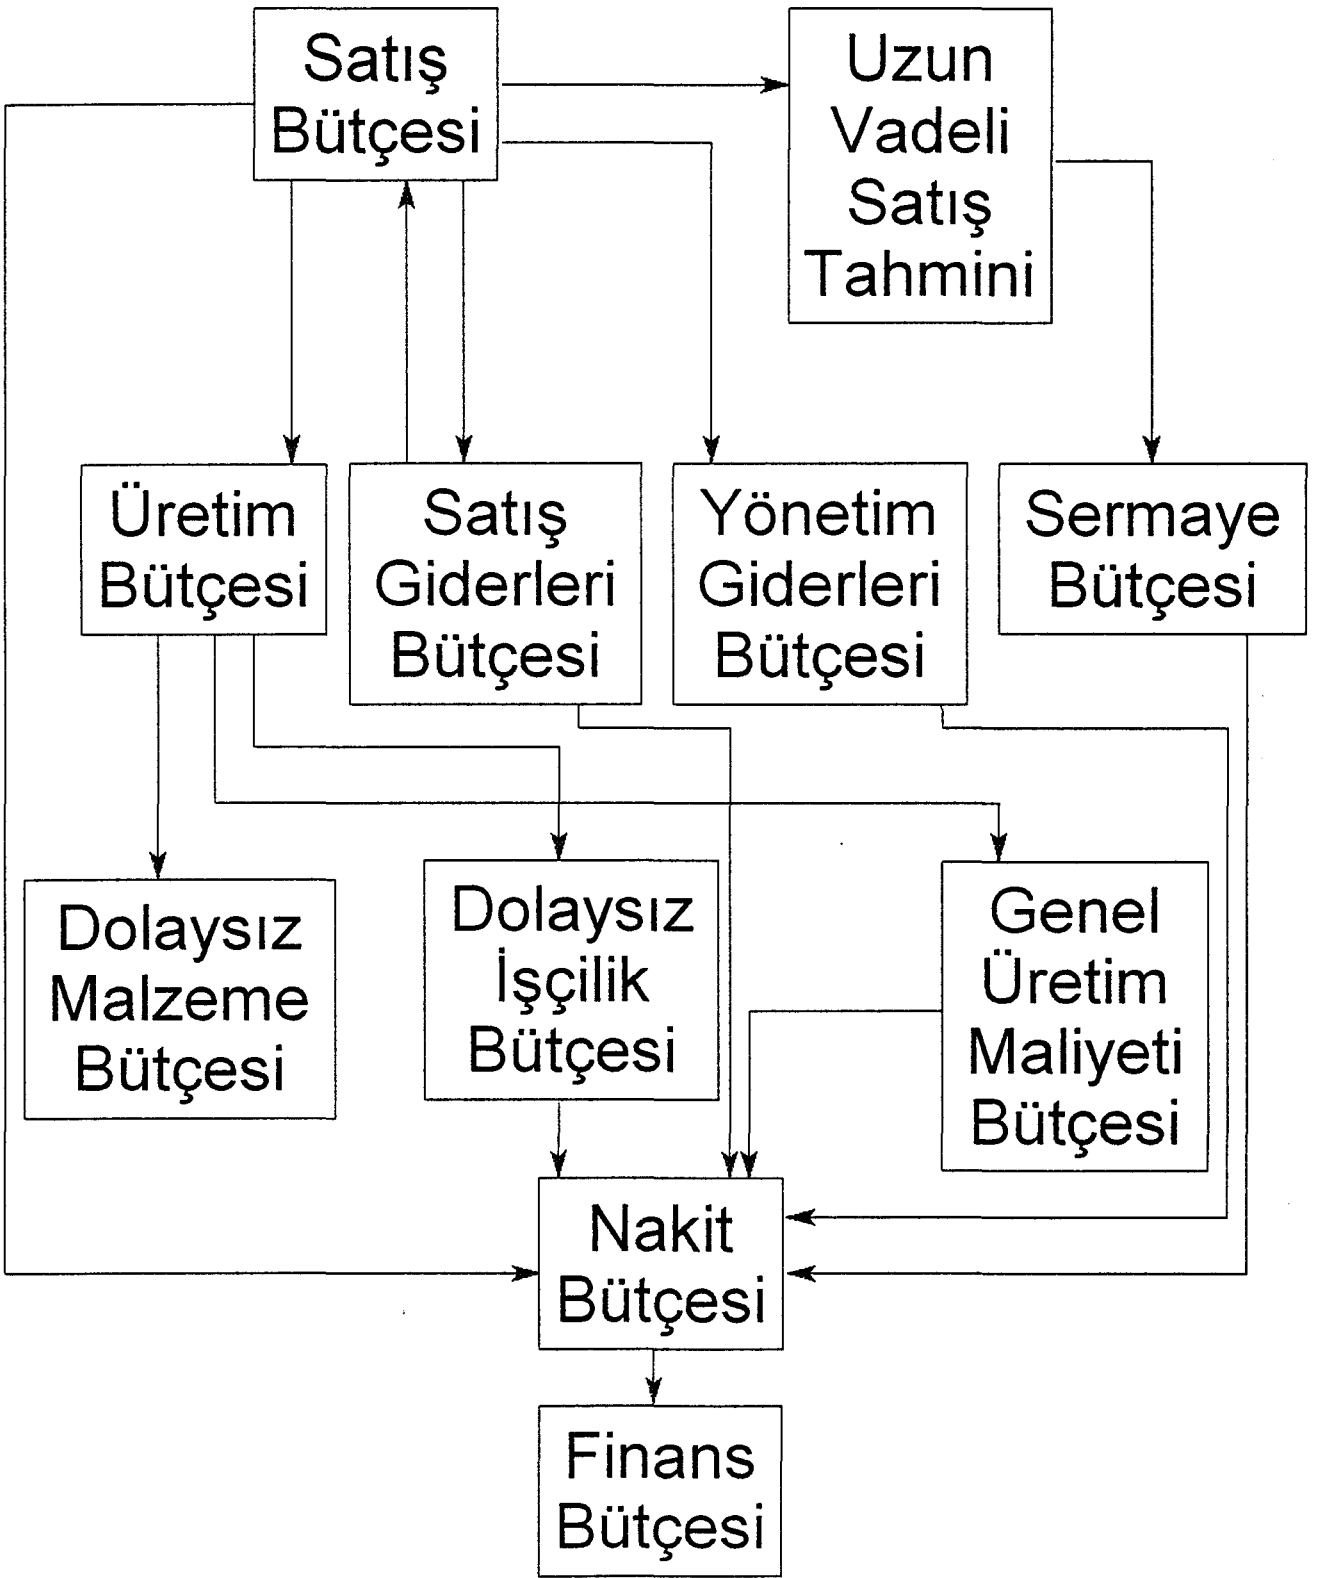 Satış
Bütçesi
Uzun
Vadeli
Satış
Tahmini
Üretim
Bütçesi
Satış
Giderleri
Bütçesi
Yönetim
Giderleri
Bütçesi
Sermaye
Bütçesi
Dolaysız
Malzeme
Bütçesi
Dolaysız
İşçilik
Bütçesi
Genel
Üretim
Maliyeti
Bütçesi
Nakit
Bütçesi
Finans
Bütçesi